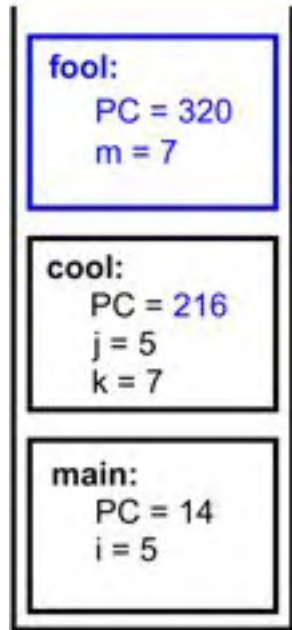 fool:
PC = 320
m = 7
cool:
PC = 216
j = 5
k = 7
main:
PC = 14
i = 5